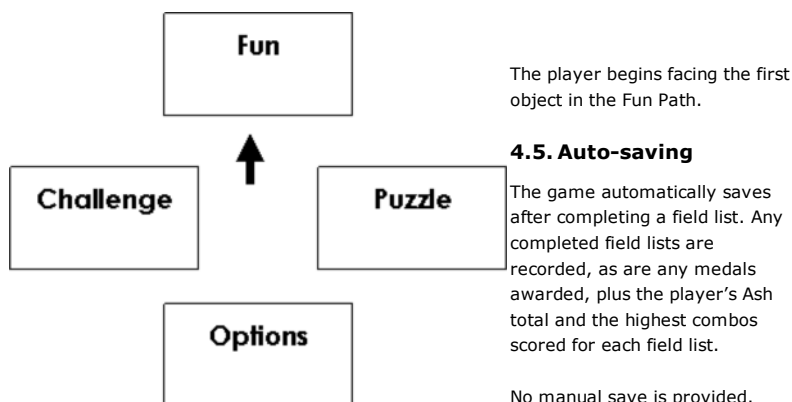 Fun
Challenge
Puzzle
Options
The player begins facing the first
object in the Fun Path.
4.5. Auto-saving
The game automatically saves
after completing a field list. Any
completed field lists are
recorded, as are any medals
awarded, plus the player’s Ash
total and the highest combos
scored for each field list.
No manual save is provided.